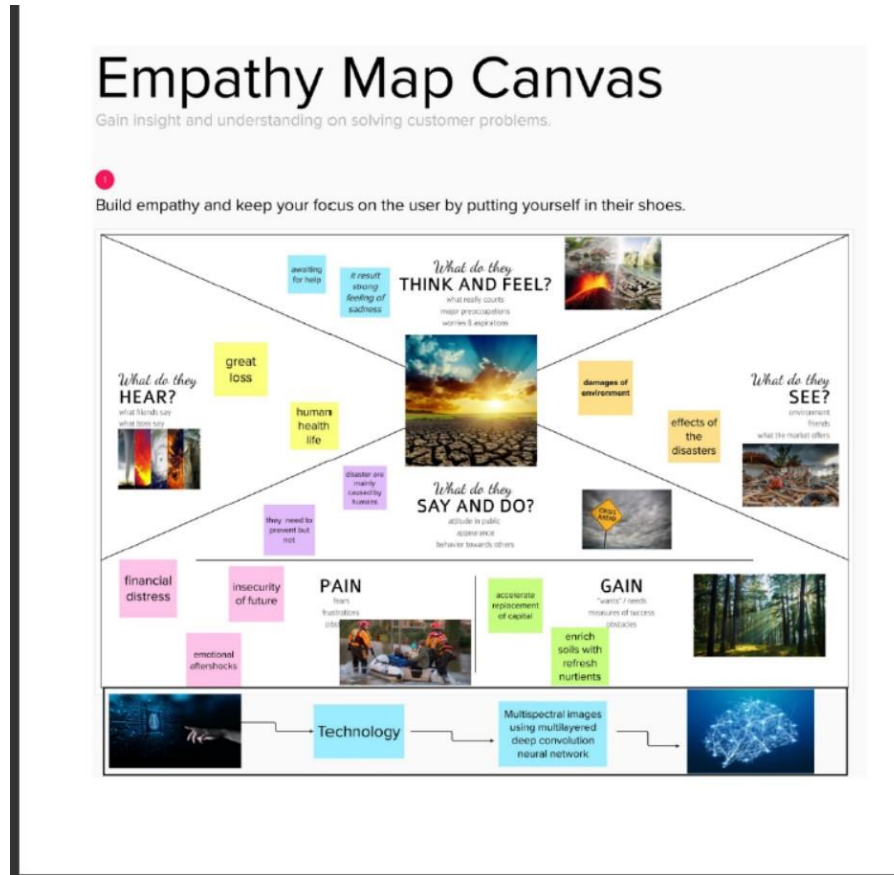 Empathy Map Canvas
Gain insight and understanding on solving customer problems.
1
Build empathy and keep your focus on the user by putting yourself in their shoes.
awaiting
for help
it result
strong
feeling of
sadness
What do they
THINK AND FEEL?
what really counts
major preoccupations
worries & aspirations
What do they
HEAR?
what friends say
what boss say
great
loss
human
health
life
damages of
environment
effects of
the
disasters
What do they
SEE?
environment
friends
what the market offers
disaster are
mainly
caused by
humans
they need to
prevent but
not
What do they
SAY AND DO?
attitude in public
appearance
behavior towards others
CRISIS
AHEAD
financial
distress
insecurity
of future
emotional
aftershocks
PAIN
fears
frustrations
accelerate
replacement
of capital
enrich
soils with
refresh
nurtients
GAIN
"wants" / needs
measures of success
obstacles
Technology
Multispectral images
using multilayered
deep convolution
neural network